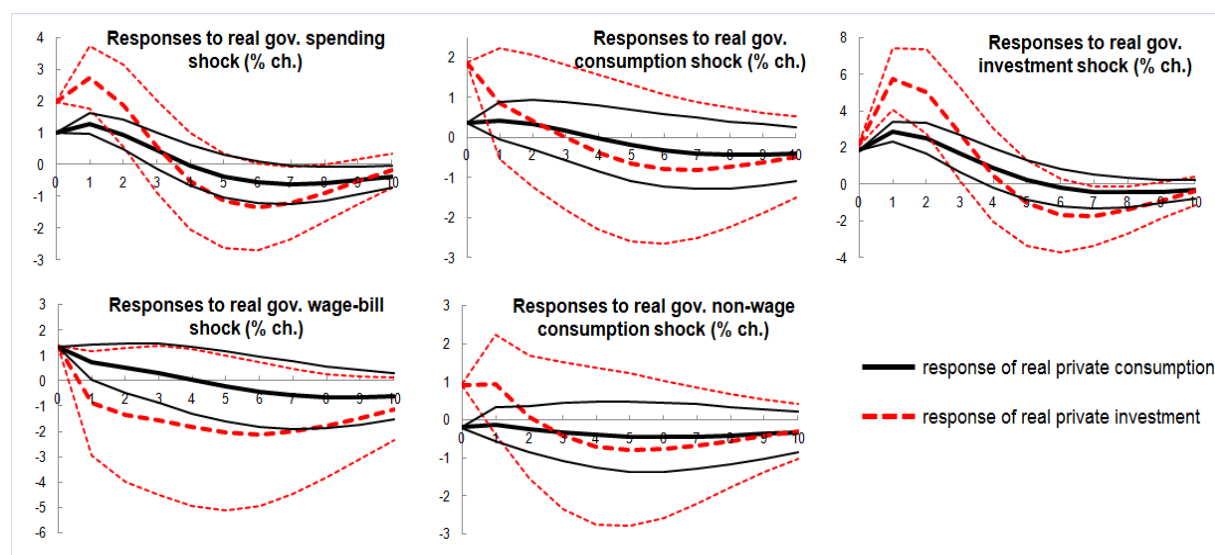 Responses to real gov. spending
shock (% ch.)
4
3
2
1
0
-1
-2
-3
0 1 2 3 4 5 6 7 8 9 10
Responses to real gov.
consumption shock (% ch.)
2
1
0
-1
-2
-3
0 1 2 3 4 5 6 7 8 9 10
Responses to real gov.
investment shock (% ch.)
8
6
4
2
0
-2
-4
0 1 2 3 4 5 6 7 8 9 10
Responses to real gov. wage-bill
shock (% ch.)
3
2
1
0
-1
-2
-3
-4
-5
-6
0 1 2 3 4 5 6 7 8 9 10
Responses to real gov. non-wage
consumption shock (% ch.)
3
2
1
0
-1
-2
-3
0 1 2 3 4 5 6 7 8 9 10
response of real private consumption
response of real private investment